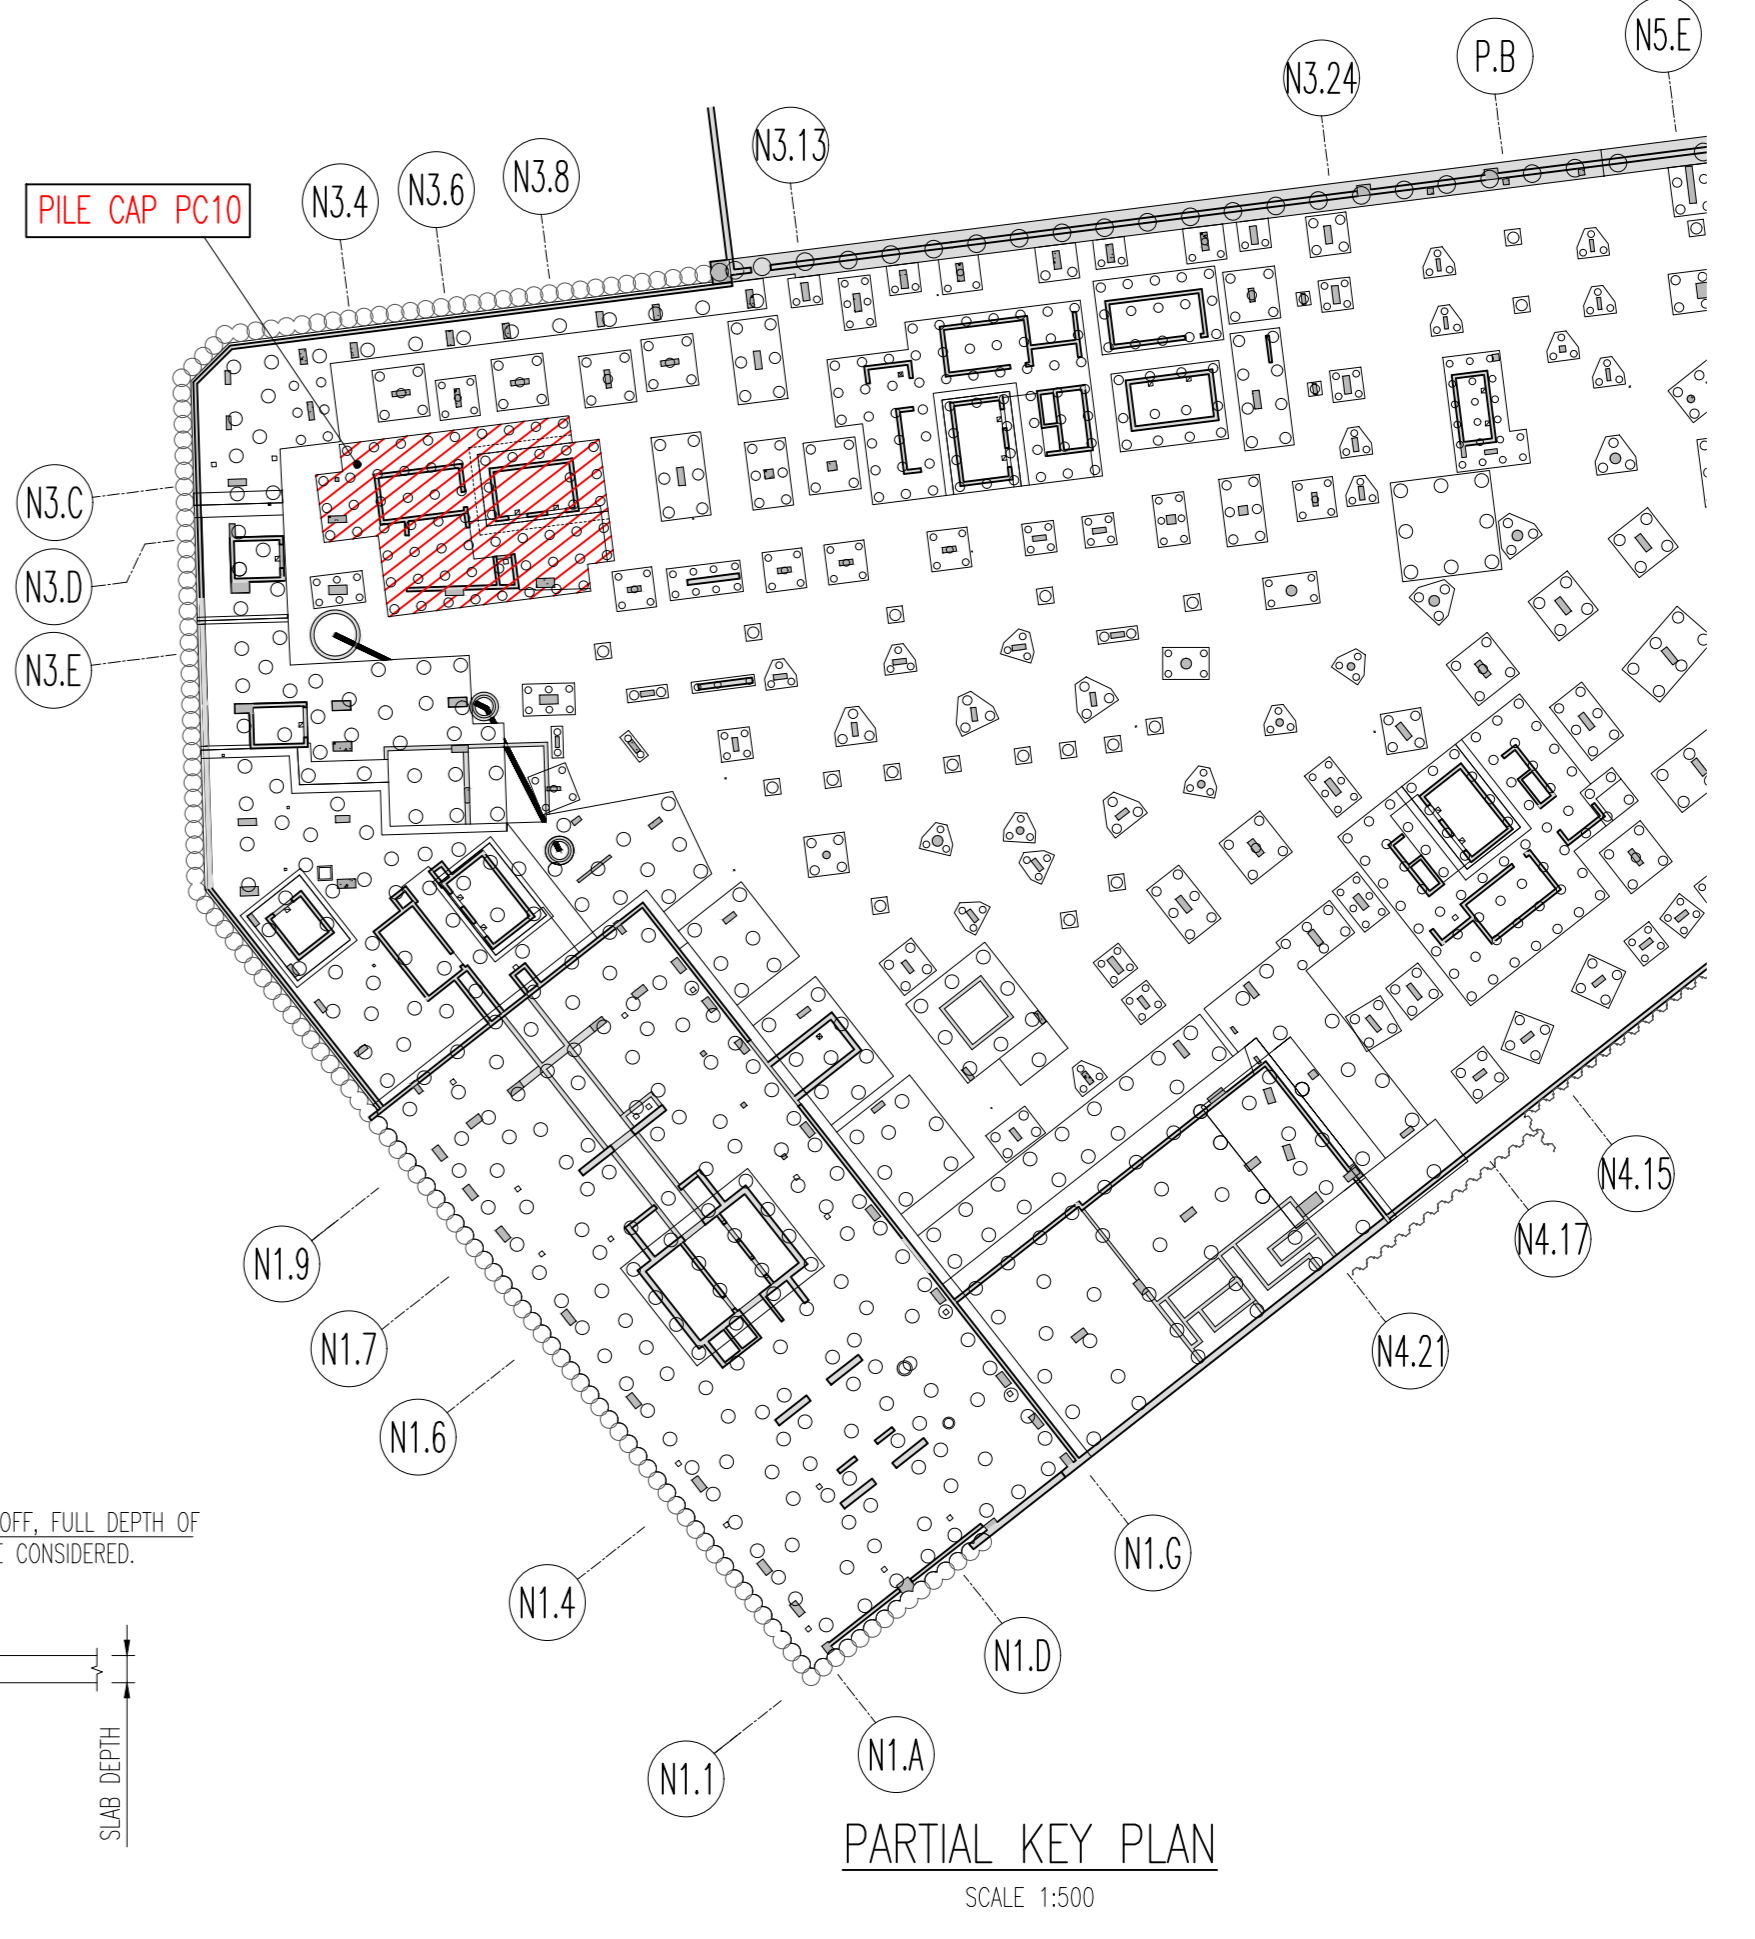 N5.E
P.B
N3.24
N3.13
N3.8
N3.6
N3.4
PILE CAP PC10
N3.C
N3.D
N3.E
N4.15
N4.17
N1.9
N1.7
N4.21
N1.6
OFF, FULL DEPTH OF
E CONSIDERED.
N1.G
N1.4
N1.D
SLAB DEPTH
N1.A
N1.1
PARTIAL KEY PLAN
SCALE 1:500